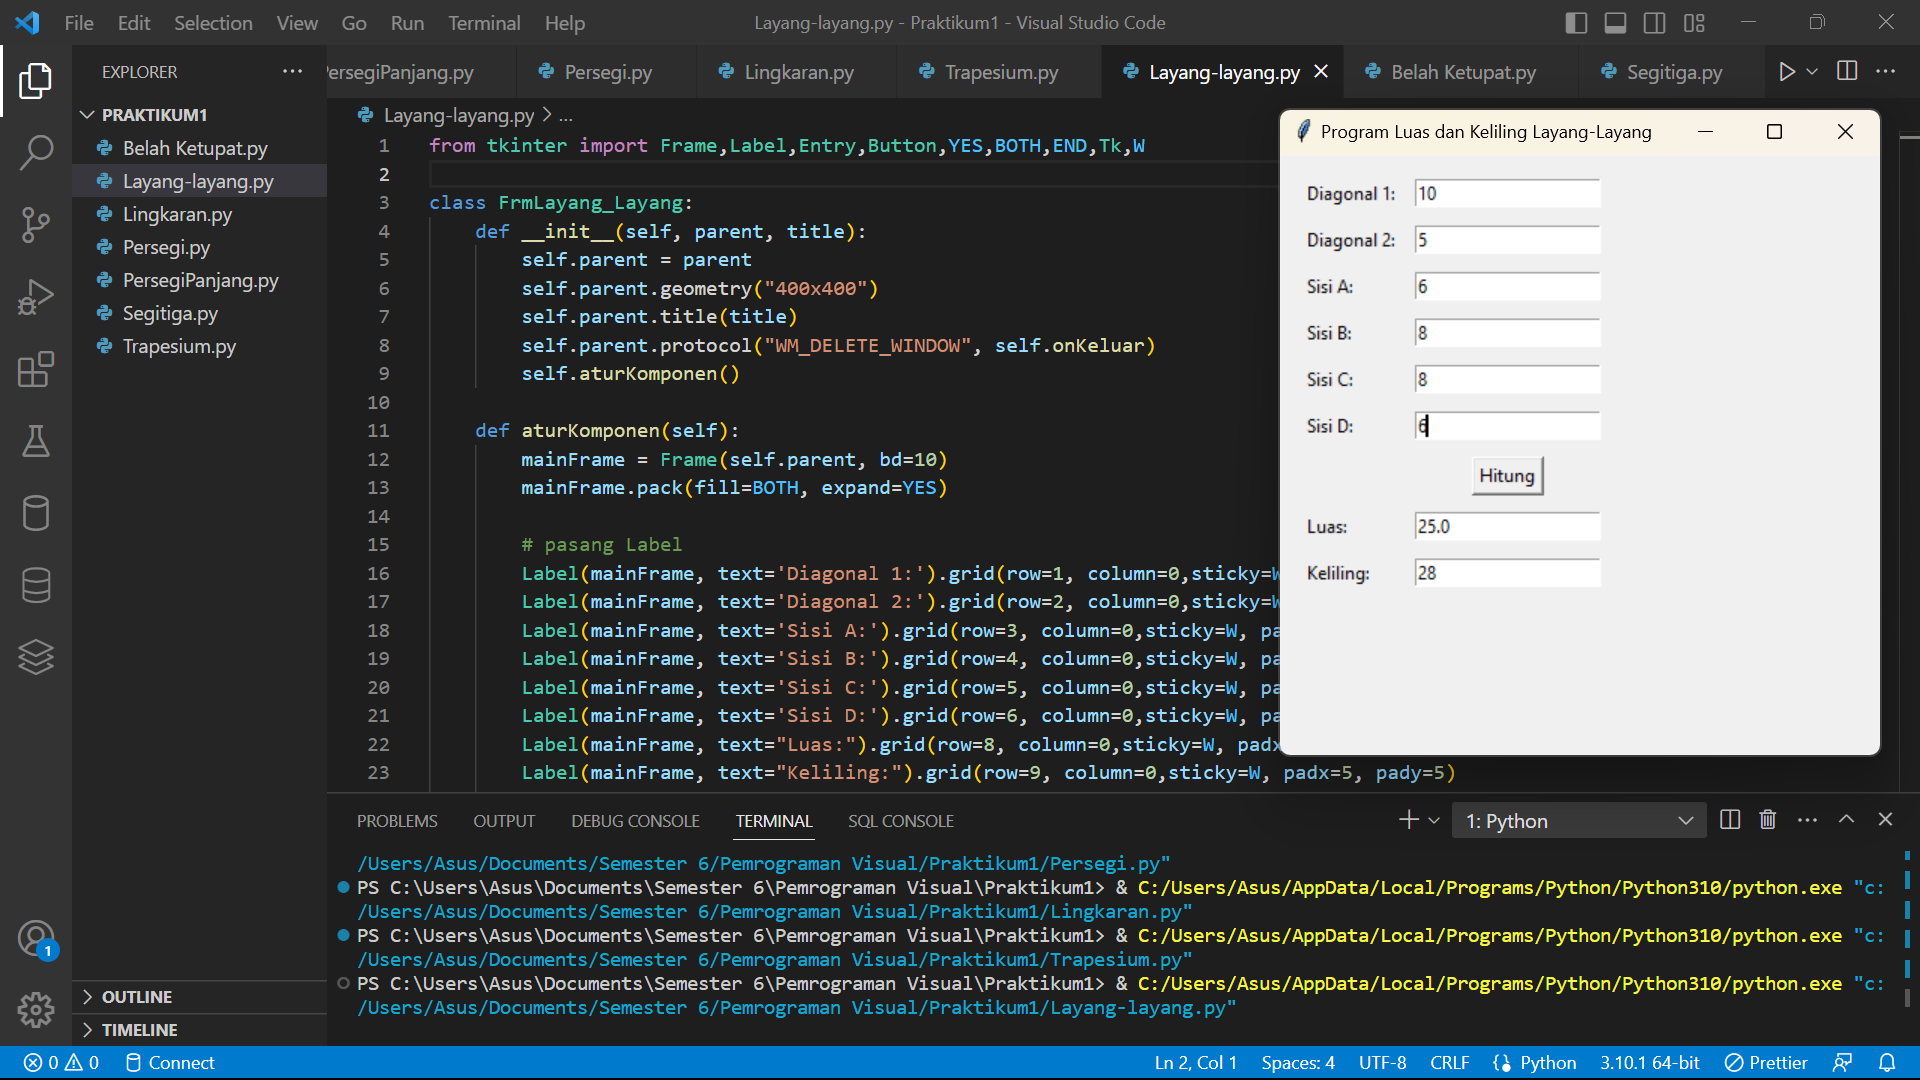 File Edit Selection View Go Run Terminal Help
Layang-layang.py - Praktikum1 - Visual Studio Code
EXPLORER
PRAKTIKUM1
Belah Ketupat.py
Layang-layang.py
Lingkaran.py
Persegi.py
PersegiPanjang.py
Segitiga.py
Trapesium.py
OUTLINE
TIMELINE
ersegiPanjang.py Persegi.py Lingkaran.py Trapesium.py Layang-layang.py Belah Ketupat.py Segitiga.py
Layang-layang.py > ...
1 from tkinter import Frame,Label,Entry,Button,YES,BOTH,END,Tk,W
2
3 class FrmLayang_Layang:
4 def __init__(self, parent, title):
5 self.parent = parent
6 self.parent.geometry("400x400")
7 self.parent.title(title)
8 self.parent.protocol("WM_DELETE_WINDOW", self.onKeluar)
9 self.aturKomponen()
10
11 def aturKomponen(self):
12 mainFrame = Frame(self.parent, bd=10)
13 mainFrame.pack(fill=BOTH, expand=YES)
14
15 # pasang Label
16 Label(mainFrame, text='Diagonal 1:').grid(row=1, column=0,sticky=W
17 Label(mainFrame, text='Diagonal 2:').grid(row=2, column=0,sticky=W
18 Label(mainFrame, text='Sisi A:').grid(row=3, column=0,sticky=W, pa
19 Label(mainFrame, text='Sisi B:').grid(row=4, column=0,sticky=W, pa
20 Label(mainFrame, text='Sisi C:').grid(row=5, column=0,sticky=W, pa
21 Label(mainFrame, text='Sisi D:').grid(row=6, column=0,sticky=W, pa
22 Label(mainFrame, text="Luas:").grid(row=8, column=0,sticky=W, padx
23 Label(mainFrame, text="Keliling:").grid(row=9, column=0,sticky=W, padx=5, pady=5)
Program Luas dan Keliling Layang-Layang
Diagonal 1: 10
Diagonal 2: 5
Sisi A: 6
Sisi B: 8
Sisi C: 8
Sisi D: 6
Hitung
Luas: 25.0
Keliling: 28
PROBLEMS OUTPUT DEBUG CONSOLE TERMINAL SQL CONSOLE
1: Python
/Users/Asus/Documents/Semester 6/Pemrograman Visual/Praktikum1/Persegi.py"
PS C:\Users\Asus\Documents\Semester 6\Pemrograman Visual\Praktikum1> & C:/Users/Asus/AppData/Local/Programs/Python/Python310/python.exe "c:
/Users/Asus/Documents/Semester 6/Pemrograman Visual/Praktikum1/Lingkaran.py"
PS C:\Users\Asus\Documents\Semester 6\Pemrograman Visual\Praktikum1> & C:/Users/Asus/AppData/Local/Programs/Python/Python310/python.exe "c:
/Users/Asus/Documents/Semester 6/Pemrograman Visual/Praktikum1/Trapesium.py"
PS C:\Users\Asus\Documents\Semester 6\Pemrograman Visual\Praktikum1> & C:/Users/Asus/AppData/Local/Programs/Python/Python310/python.exe "c:
/Users/Asus/Documents/Semester 6/Pemrograman Visual/Praktikum1/Layang-layang.py"
1
0 0 Connect Ln 2, Col 1 Spaces: 4 UTF-8 CRLF Python 3.10.1 64-bit Prettier